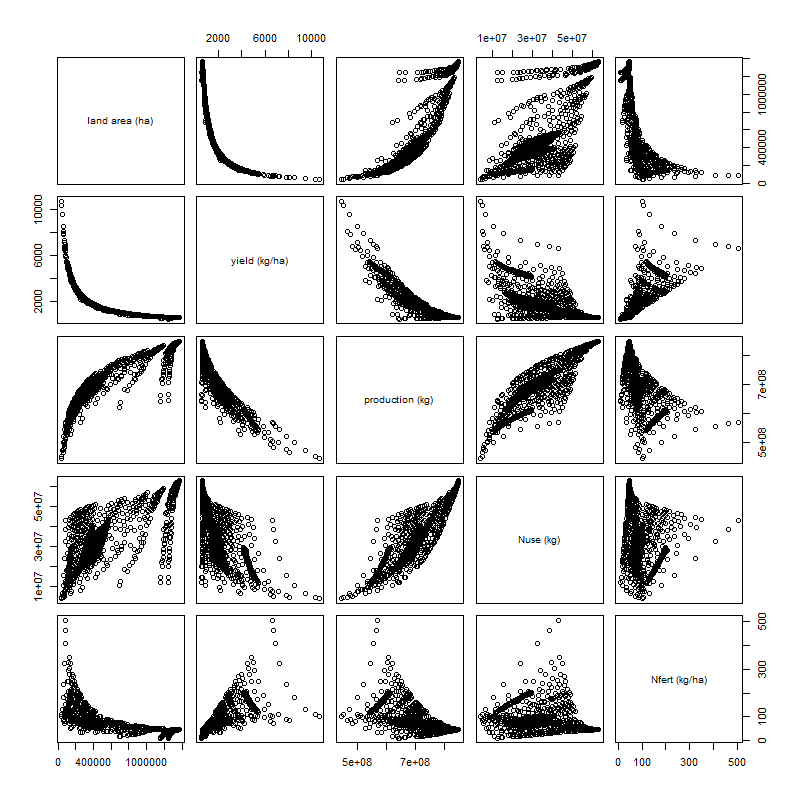 2000 6000 10000
1e+07 3e+07 5e+07
land area (ha)
0 400000 1000000
2000 6000 10000
yield (kg/ha)
production (kg)
5e+08 7e+08
1e+07 3e+07 5e+07
Nuse (kg)
Nfert (kg/ha)
0 100 300 500
0 400000 1000000
5e+08 7e+08
0 100 300 500